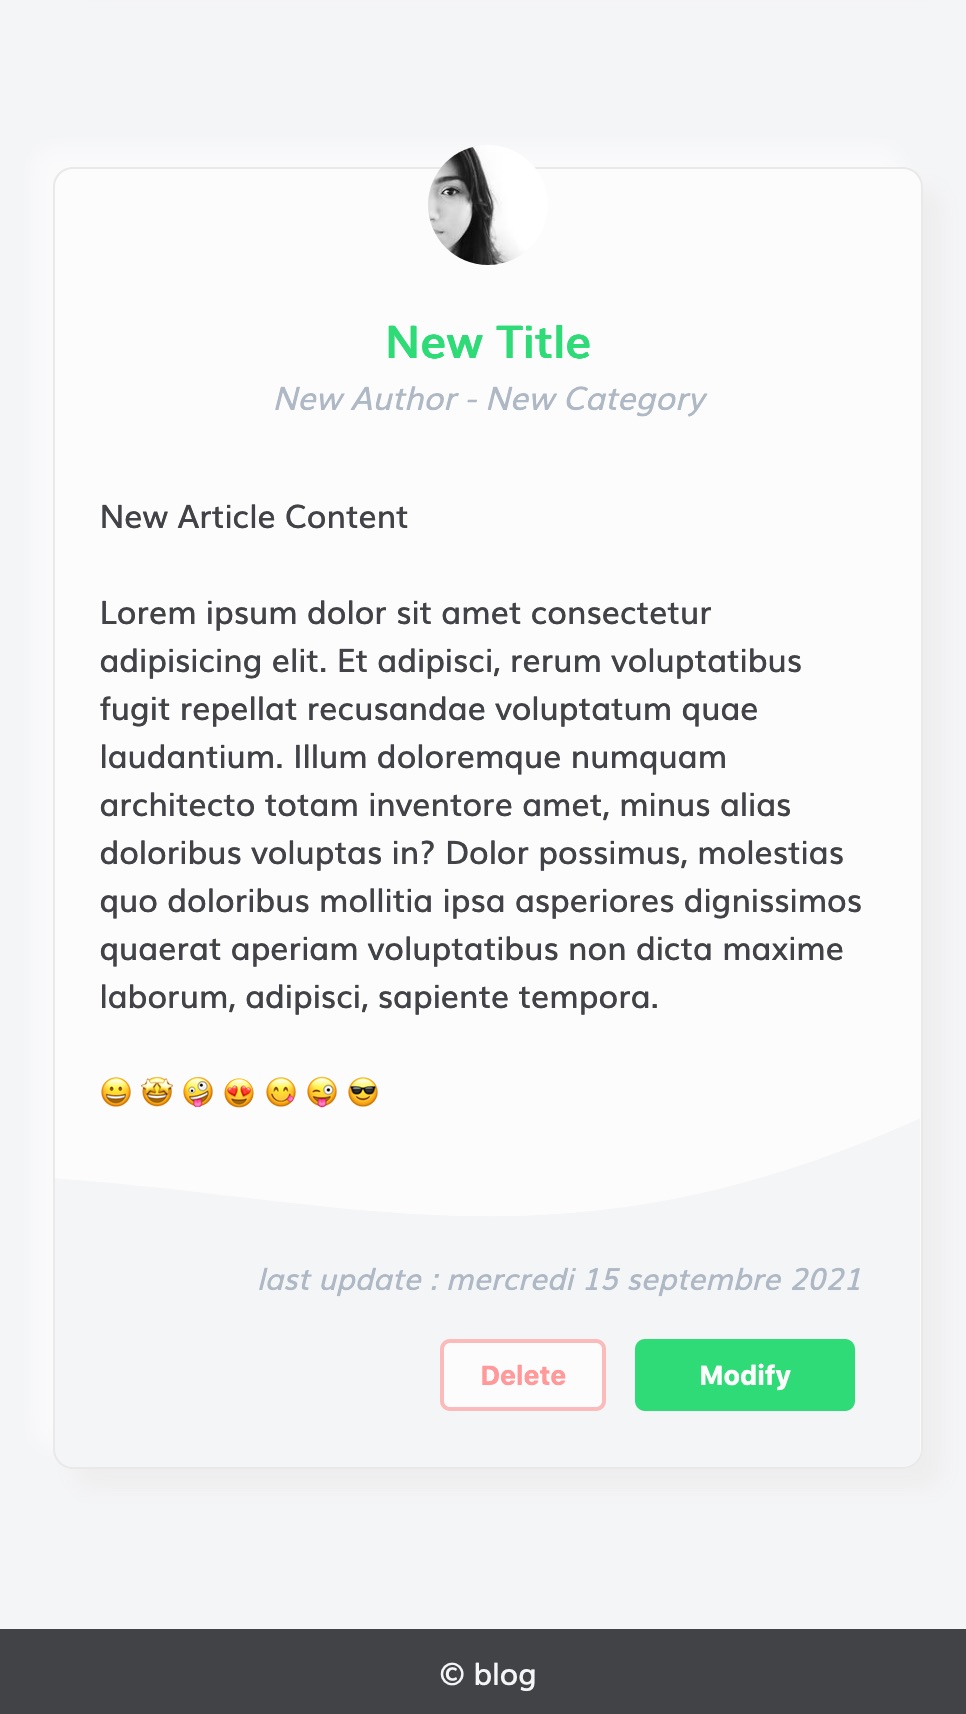 New Title
New Author - New Category
New Article Content
Lorem ipsum dolor sit amet consectetur
adipisicing elit. Et adipisci, rerum voluptatibus
fugit repellat recusandae voluptatum quae
laudantium. Illum doloremque numquam
architecto totam inventore amet, minus alias
doloribus voluptas in? Dolor possimus, molestias
quo doloribus mollitia ipsa asperiores dignissimos
quaerat aperiam voluptatibus non dicta maxime
laborum, adipisci, sapiente tempora.
😀 🤩 🤪 😍 😋 😜 😎
last update : mercredi 15 septembre 2021
Delete Modify
© blog